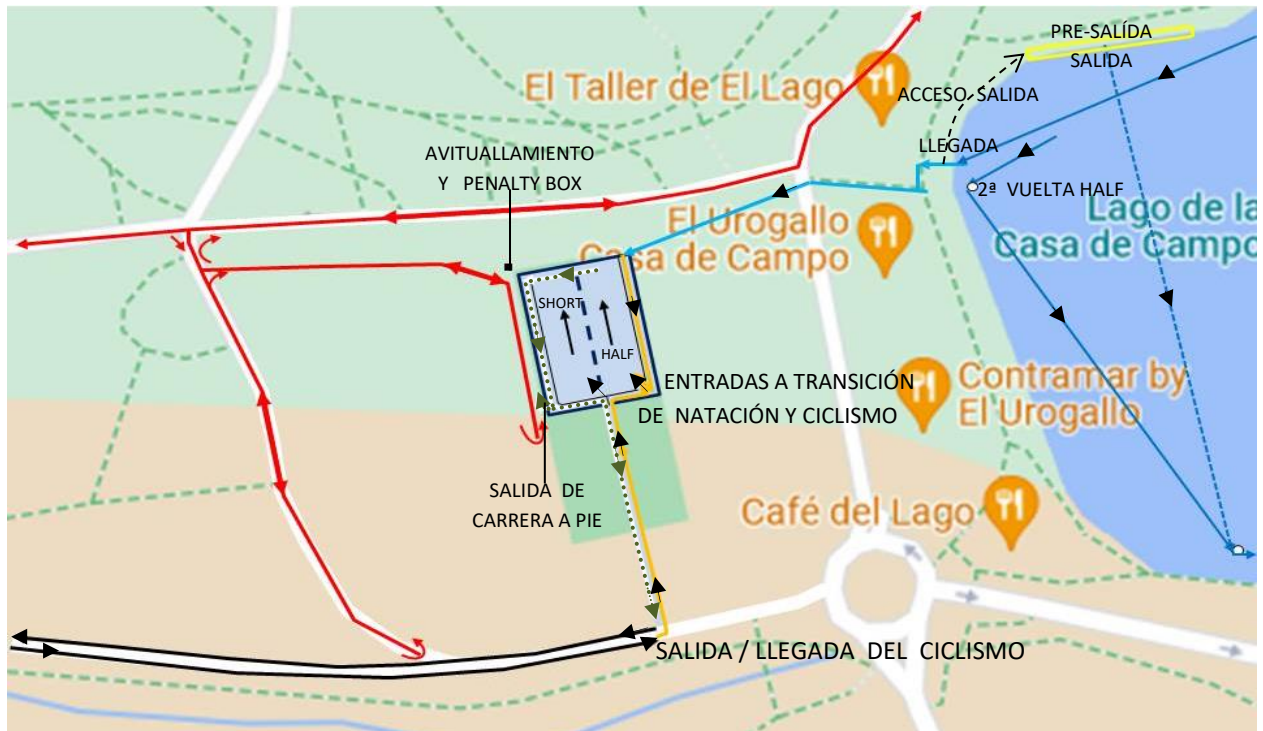 PRE-SALÍDA
SALIDA
El Taller de El Lago
ACCESO SALIDA
LLEGADA
AVITUALLAMIENTO
Y PENALTY BOX
2ª VUELTA HALF
Lago de la
Casa de Campo
El Urogallo
Casa de Campo
SHORT
HALF
ENTRADAS A TRANSICIÓN
DE NATACIÓN Y CICLISMO
Contramar by
El Urogallo
SALIDA DE
CARRERA A PIE
Café del Lago
SALIDA / LLEGADA DEL CICLISMO